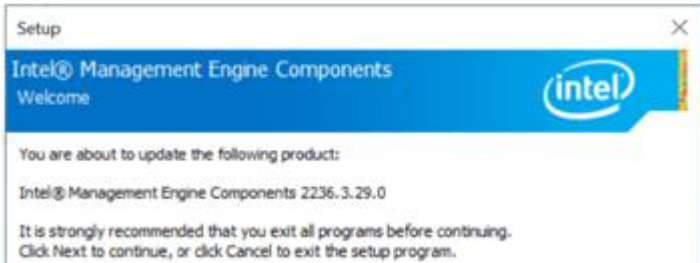 Setup
Intel® Management Engine Components
Welcome
intel
You are about to update the following product:
Intel® Management Engine Components 2236.3.29.0
It is strongly recommended that you exit all programs before continuing.
Click Next to continue, or click Cancel to exit the setup program.